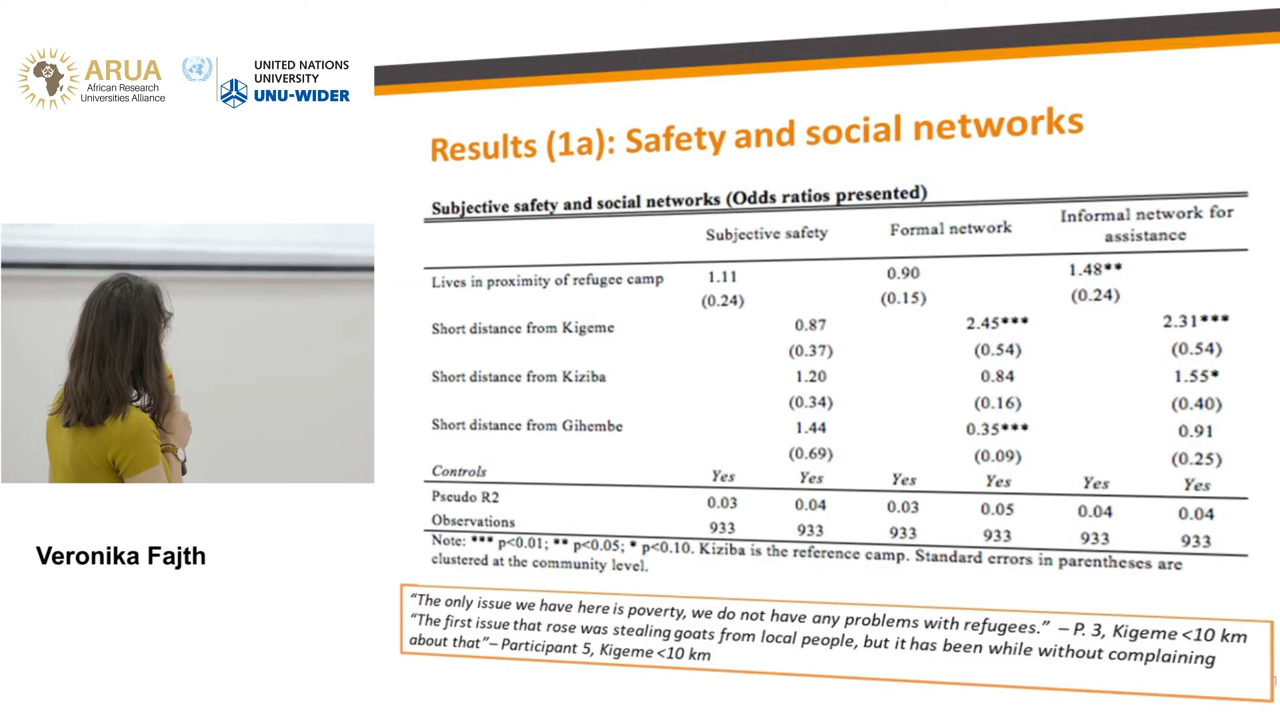 ARUA
African Research
Universities Alliance
UNITED NATIONS
UNIVERSITY
UNU-WIDER
Results (1a): Safety and social networks
Subjective safety and social networks (Odds ratios presented)
Subjective safety Formal network Informal network for assistance
Lives in proximity of refugee camp 1.11 0.90 1.48**
(0.24) (0.15) (0.24)
Short distance from Kigeme 0.87 2.45*** 2.31***
(0.37) (0.54) (0.54)
Short distance from Kiziba 1.20 0.84 1.55*
(0.34) (0.16) (0.40)
Short distance from Gihembe 1.44 0.35*** 0.91
(0.69) (0.09) (0.25)
Controls Yes Yes Yes Yes Yes Yes
Pseudo R2 0.03 0.04 0.03 0.05 0.04 0.04
Observations 933 933 933 933 933 933
Note: *** p<0.01; ** p<0.05; * p<0.10. Kiziba is the reference camp. Standard errors in parentheses are
clustered at the community level.
"The only issue we have here is poverty, we do not have any problems with refugees." – P. 3, Kigeme <10 km
"The first issue that rose was stealing goats from local people, but it has been while without complaining
about that"– Participant 5, Kigeme <10 km
Veronika Fajth